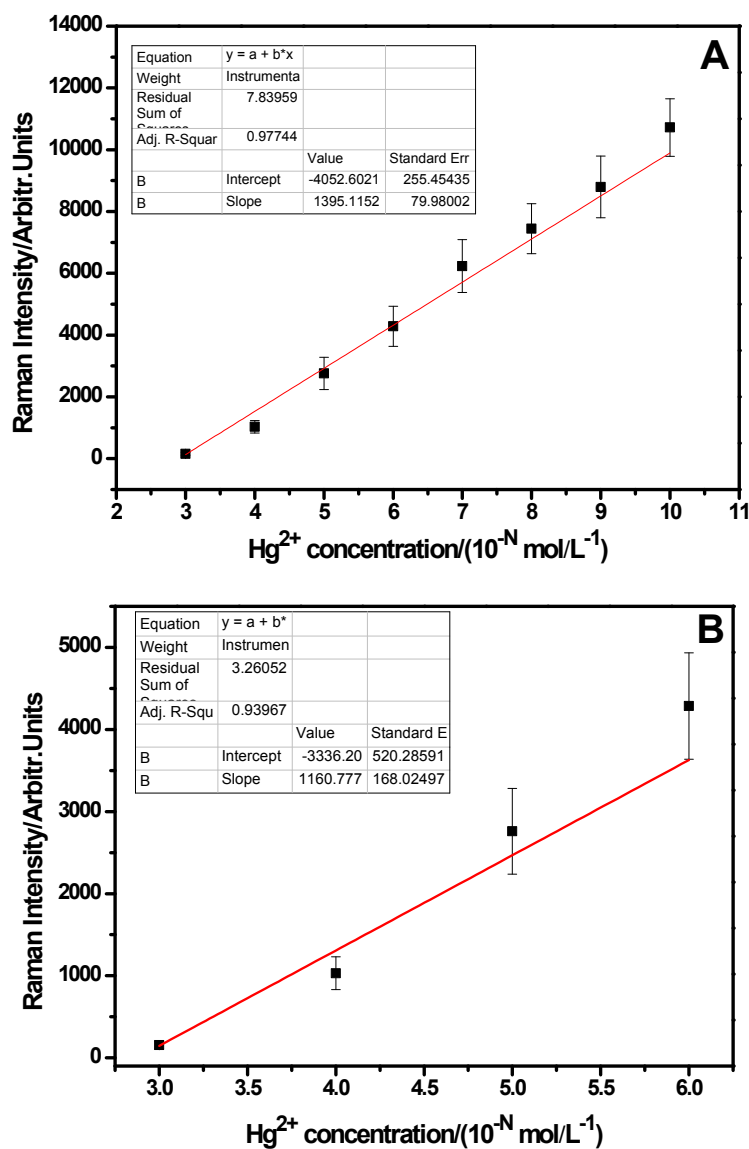 A
Equation y = a + b*x
Weight Instrumenta
Residual 7.83959
Sum of
Adj. R-Squar 0.97744
Value Standard Err
B Intercept -4052.6021 255.45435
B Slope 1395.1152 79.98002
14000
12000
10000
8000
6000
4000
2000
0
Raman Intensity/Arbitr.Units
2 3 4 5 6 7 8 9 10 11
Hg²⁺ concentration/(10⁻ᴺ mol/L⁻¹)
B
Equation y = a + b*
Weight Instrumen
Residual 3.26052
Sum of
Adj. R-Squ 0.93967
Value Standard E
B Intercept -3336.20 520.28591
B Slope 1160.777 168.02497
5000
4000
3000
2000
1000
0
Raman Intensity/Arbitr.Units
3.0 3.5 4.0 4.5 5.0 5.5 6.0
Hg²⁺ concentration/(10⁻ᴺ mol/L⁻¹)